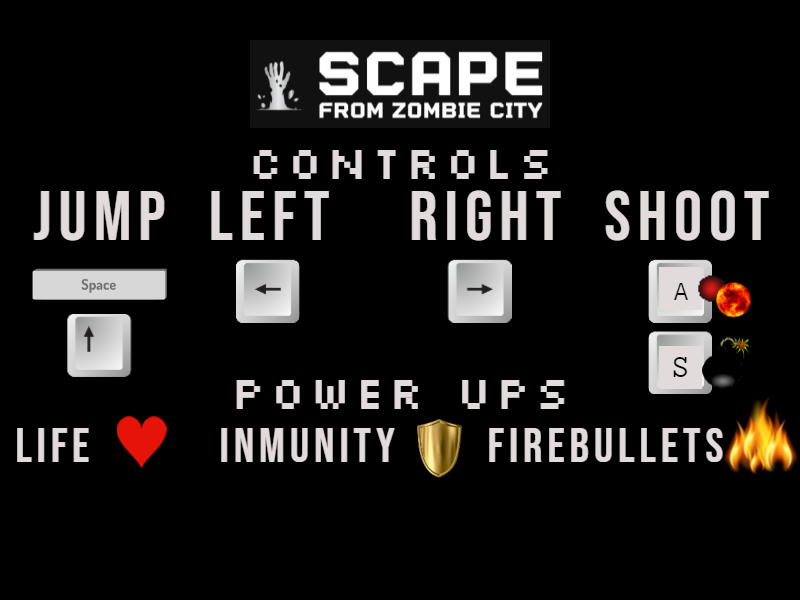 SCAPE
FROM ZOMBIE CITY
CONTROLS
JUMP LEFT RIGHT SHOOT
Space ← → A
↑ S
POWER UPS
LIFE INMUNITY FIREBULLETS